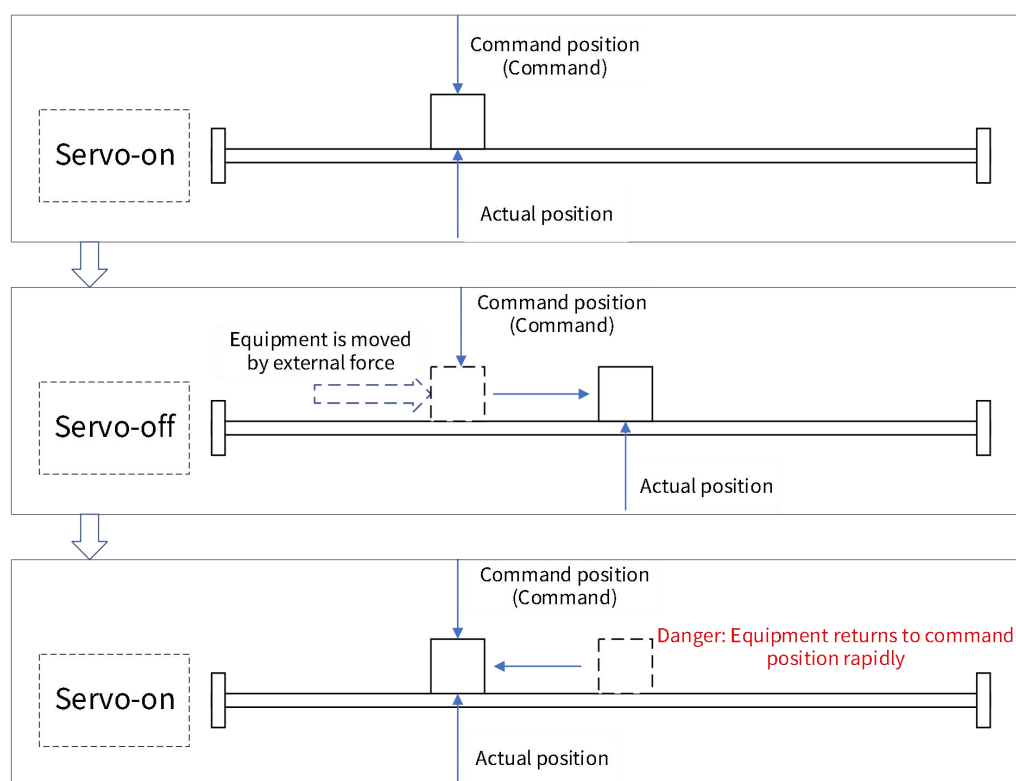 Command position
(Command)
Servo-on
Actual position
Command position
(Command)
Equipment is moved
by external force
Servo-off
Actual position
Command position
(Command)
Danger: Equipment returns to command
position rapidly
Servo-on
Actual position